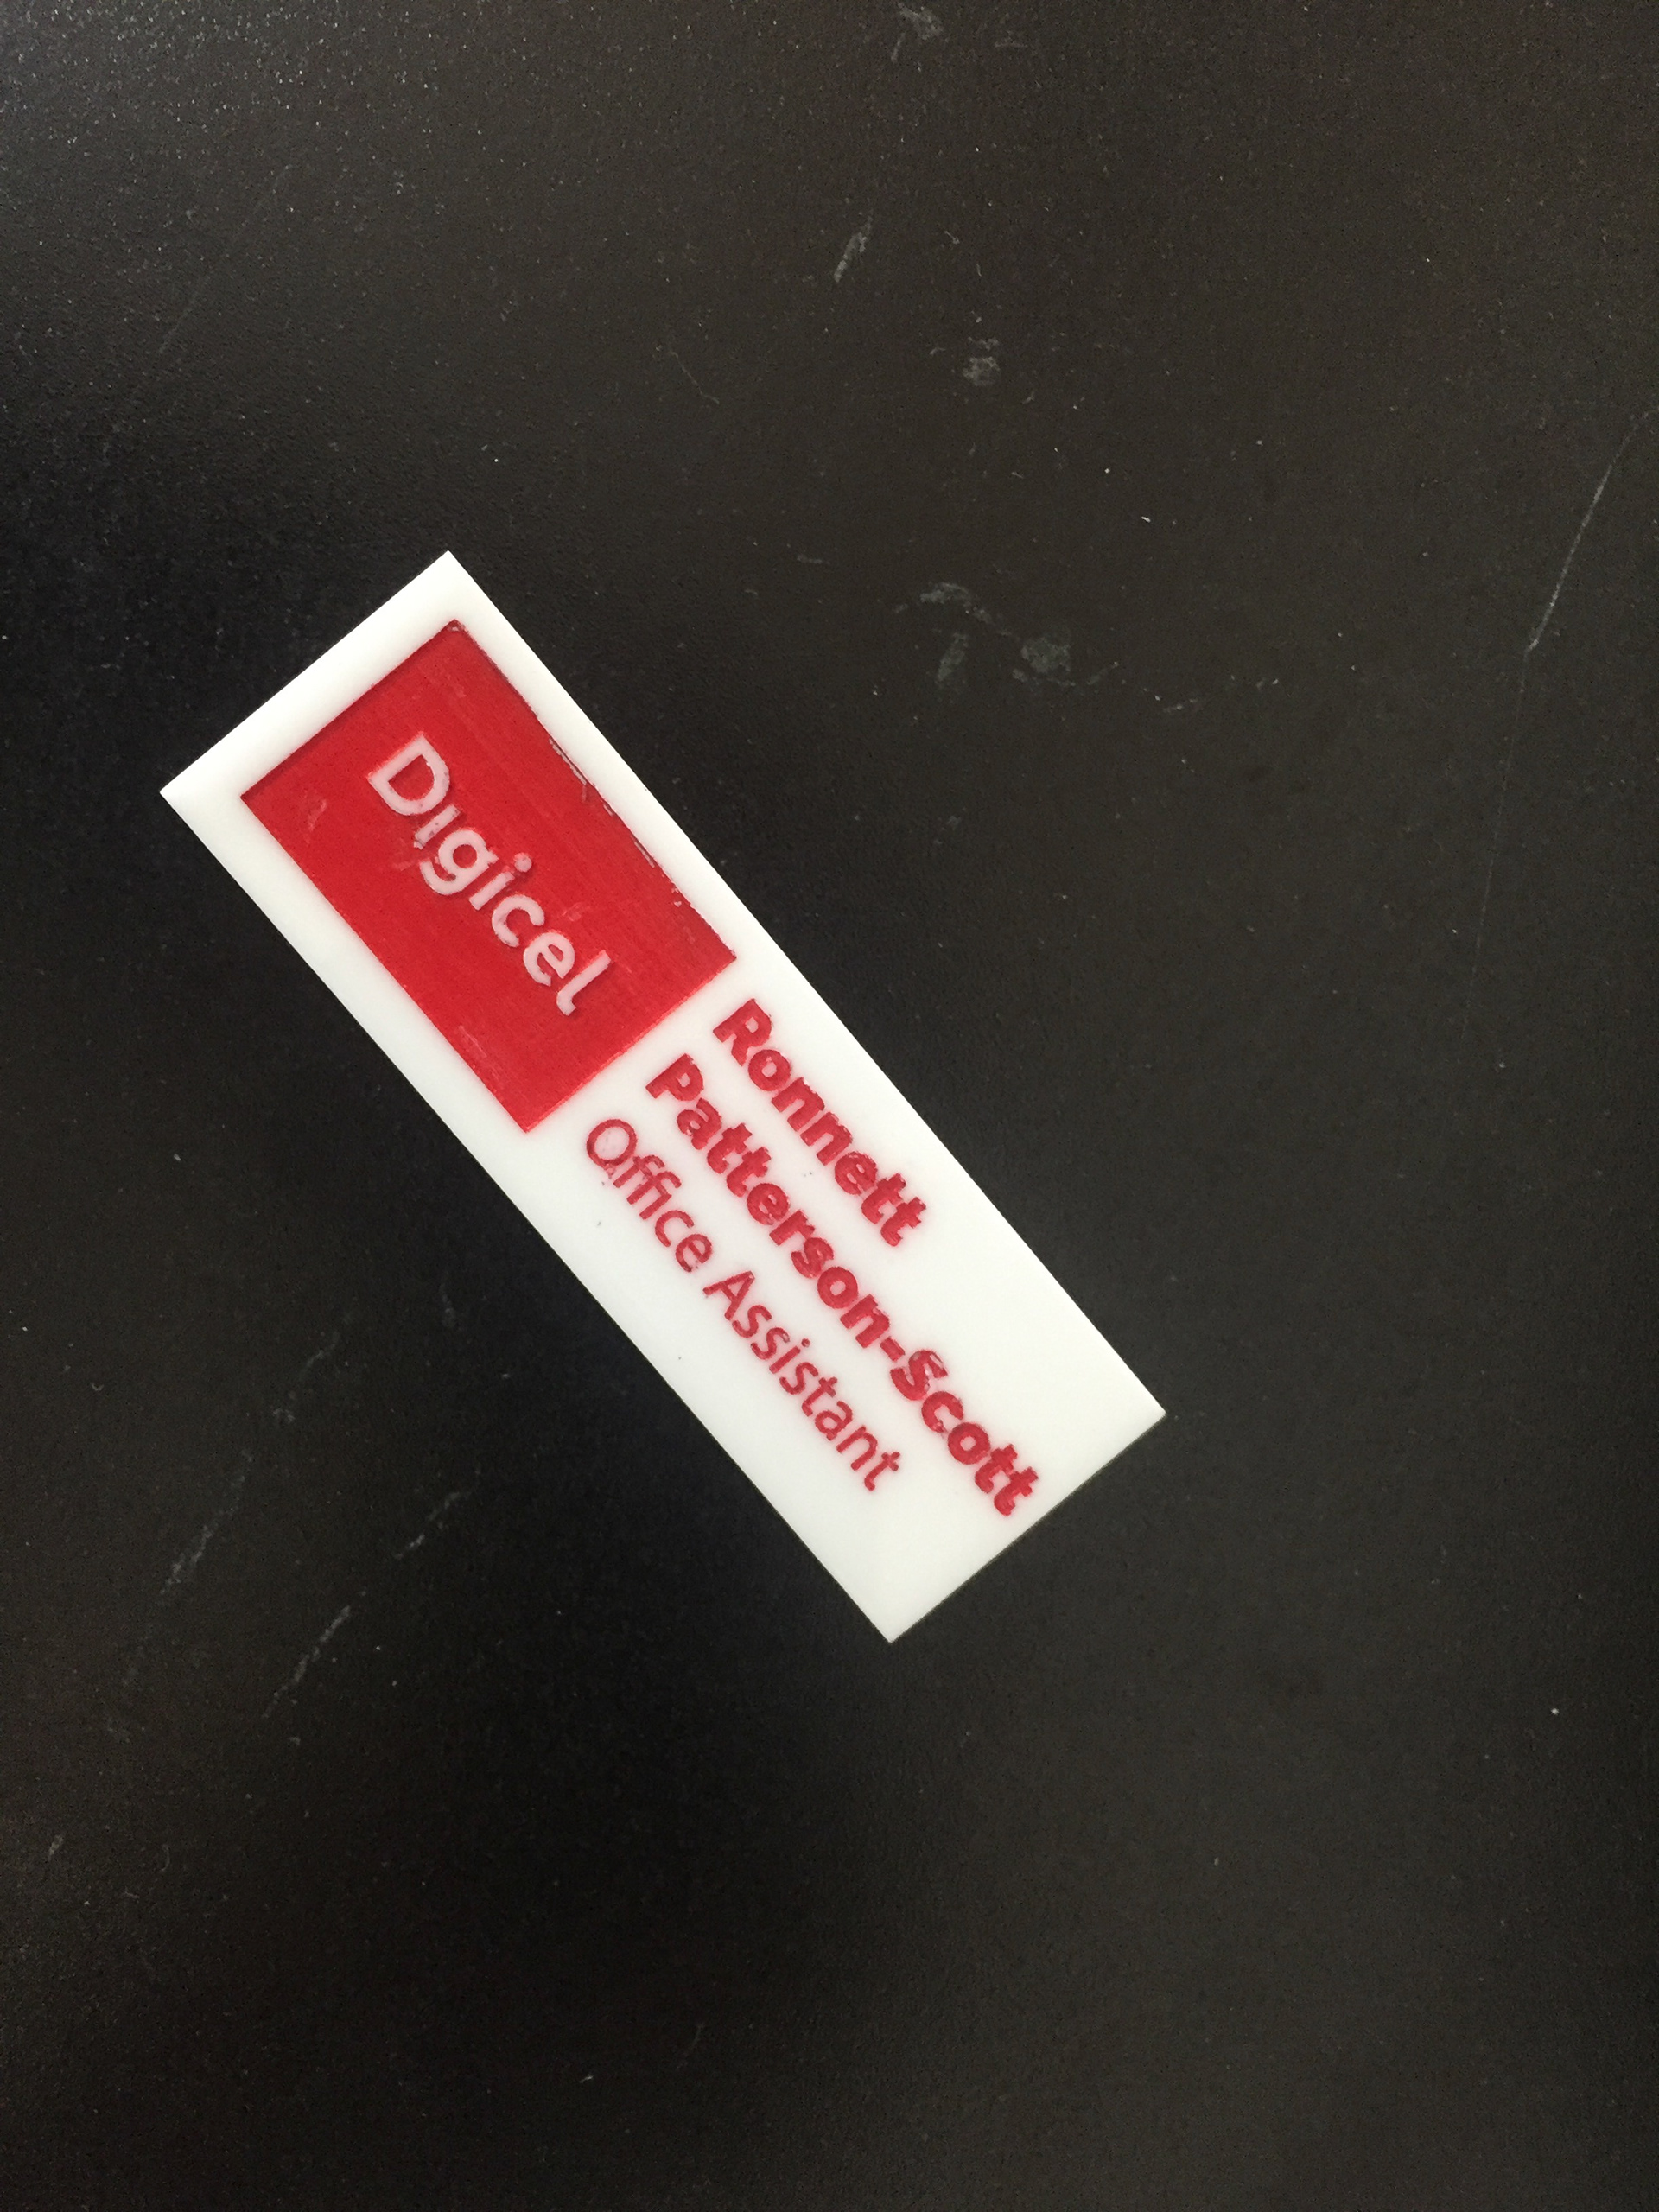 Digicel
Ronnett
Patterson-Scott
Office Assistant